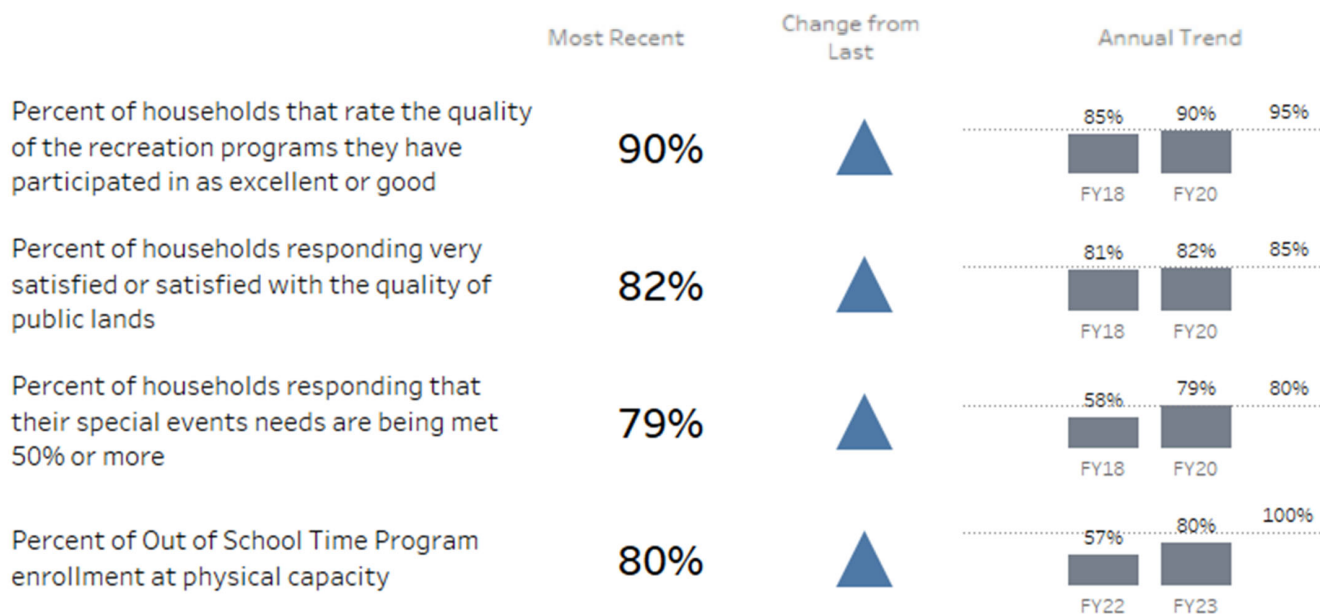 Most Recent
Change from
Last
Annual Trend
Percent of households that rate the quality
of the recreation programs they have
participated in as excellent or good
90%
85%
90%
95%
FY18
FY20
Percent of households responding very
satisfied or satisfied with the quality of
public lands
82%
81%
82%
85%
FY18
FY20
Percent of households responding that
their special events needs are being met
50% or more
79%
58%
79%
80%
FY18
FY20
Percent of Out of School Time Program
enrollment at physical capacity
80%
57%
80%
100%
FY22
FY23